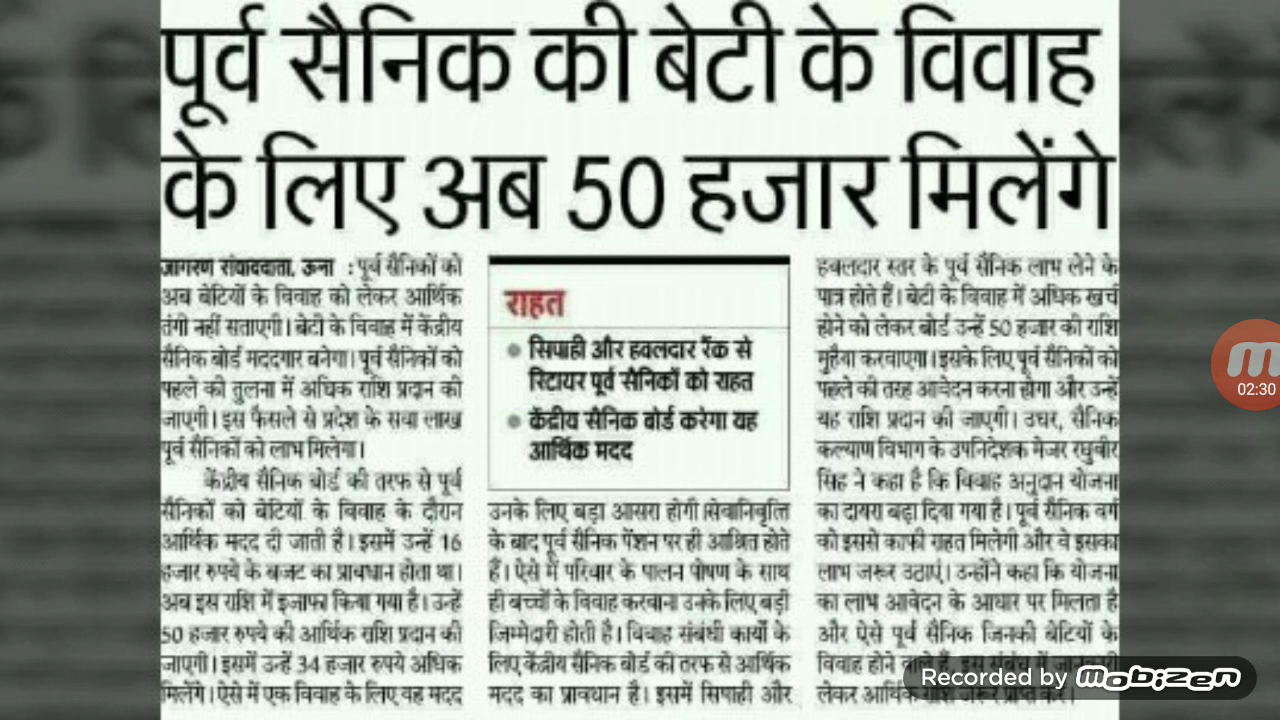 पूर्व सैनिक की बेटी के विवाह
के लिए अब 50 हजार मिलेंगे
जागरण संवाददाता, ऊना : पूर्व सैनिकों को
अब बेटियों के विवाह को लेकर आर्थिक
तंगी नहीं सताएगी। बेटी के विवाह में केंद्रीय
सैनिक बोर्ड मददगार बनेगा। पूर्व सैनिकों को
पहले की तुलना में अधिक राशि प्रदान की
जाएगी। इस फैसले से प्रदेश के सवा लाख
पूर्व सैनिकों को लाभ मिलेगा।
केंद्रीय सैनिक बोर्ड की तरफ से पूर्व
सैनिकों को बेटियों के विवाह के दौरान
आर्थिक मदद दी जाती है। इसमें उन्हें 16
हजार रुपये के बजट का प्रावधान होता था।
अब इस राशि में इजाफा किया गया है। उन्हें
50 हजार रुपये की आर्थिक राशि प्रदान की
जाएगी। इसमें उन्हें 34 हजार रुपये अधिक
मिलेंगे। ऐसे में एक विवाह के लिए वह मदद
राहत
सिपाही और हवलदार रैंक से
रिटायर पूर्व सैनिकों को राहत
केंद्रीय सैनिक बोर्ड करेगा यह
आर्थिक मदद
उनके लिए बड़ा आसरा होगी।सेवानिवृत्ति
के बाद पूर्व सैनिक पेंशन पर ही आश्रित होते
हैं। ऐसे में परिवार के पालन पोषण के साथ
ही बच्चों के विवाह करवाना उनके लिए बड़ी
जिम्मेदारी होती है। विवाह संबंधी कार्यों के
लिए केंद्रीय सैनिक बोर्ड की तरफ से आर्थिक
मदद का प्रावधान है। इसमें सिपाही और
हवलदार स्तर के पूर्व सैनिक लाभ लेने के
पात्र होते हैं। बेटी के विवाह में अधिक खर्च
होने को लेकर बोर्ड उन्हें 50 हजार की राशि
मुहैया करवाएगा। इसके लिए पूर्व सैनिकों को
पहले की तरह आवेदन करना होगा और उन्हें
यह राशि प्रदान की जाएगी। उधर, सैनिक
कल्याण विभाग के उपनिदेशक मेजर रघुबीर
सिंह ने कहा है कि विवाह अनुदान योजना
का दायरा बढ़ा दिया गया है। पूर्व सैनिक वर्ग
को इससे काफी राहत मिलेगी और वे इसका
लाभ जरूर उठाएं। उन्होंने कहा कि योजना
का लाभ आवेदन के आधार पर मिलता है
और ऐसे पूर्व सैनिक जिनकी बेटियों के
विवाह होने वाले हैं, इस संबंध में जानकारी
लेकर आर्थिक राशि जरूर प्राप्त करें।
02:30
Recorded by mobizen